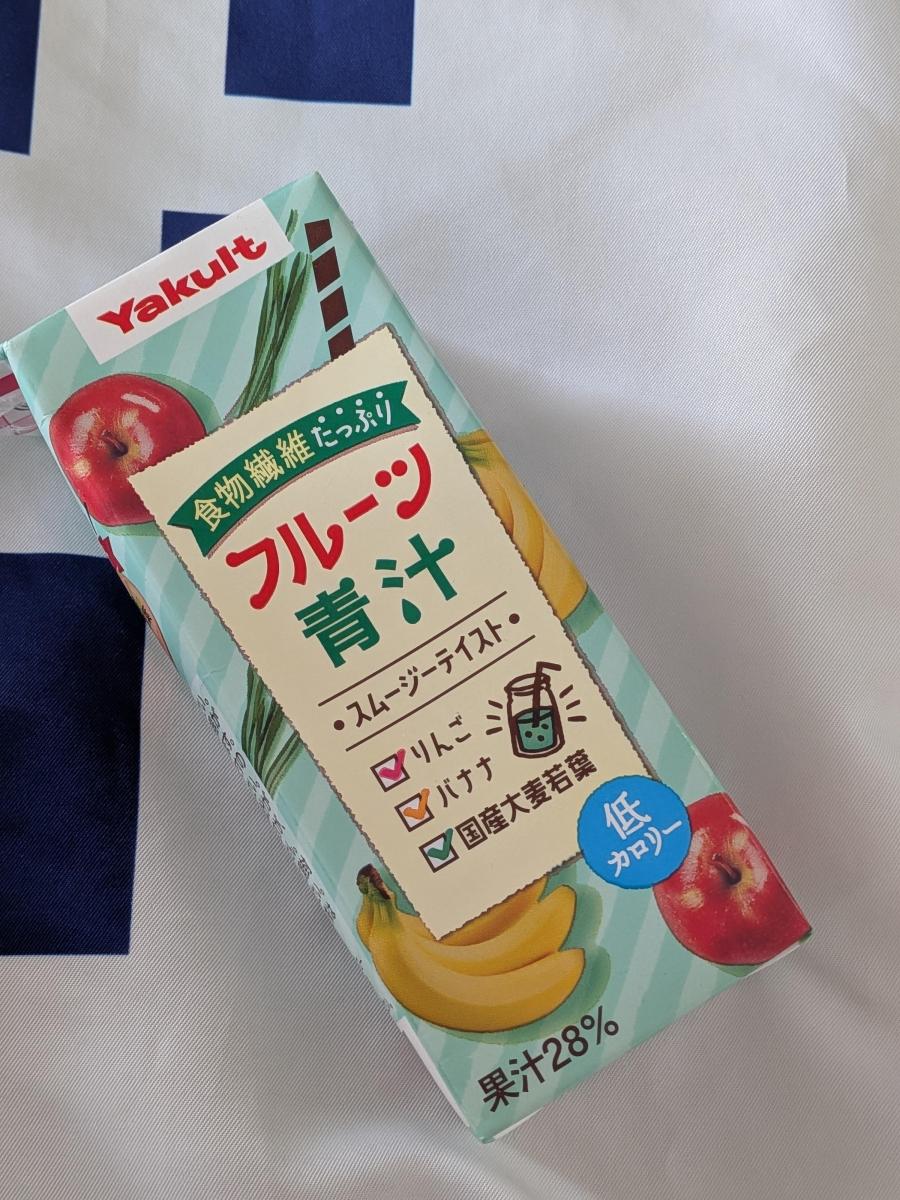 Yakult
食物繊維たっぷり
フルーツ
青汁
•スムージーテイスト•
りんご
バナナ
国産大麦若葉
低
カロリー
果汁28%